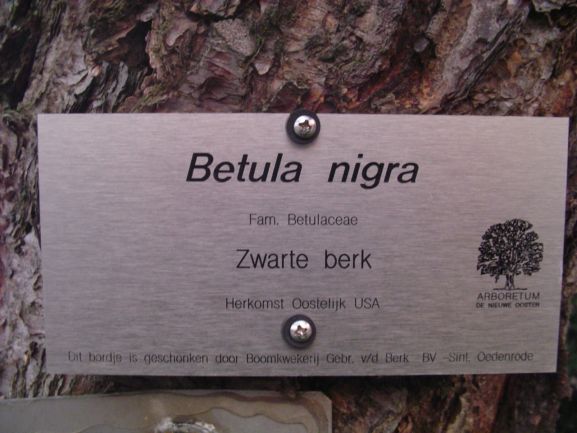 Betula nigra
Fam. Betulaceae
Zwarte berk
Herkomst Oostelijk USA
ARBORETUM
DE NIEUWE OOSTER
Dit bordje is geschonken door Boomkwekerij Gebr. v/d Berk BV -Sint. Oedenrode